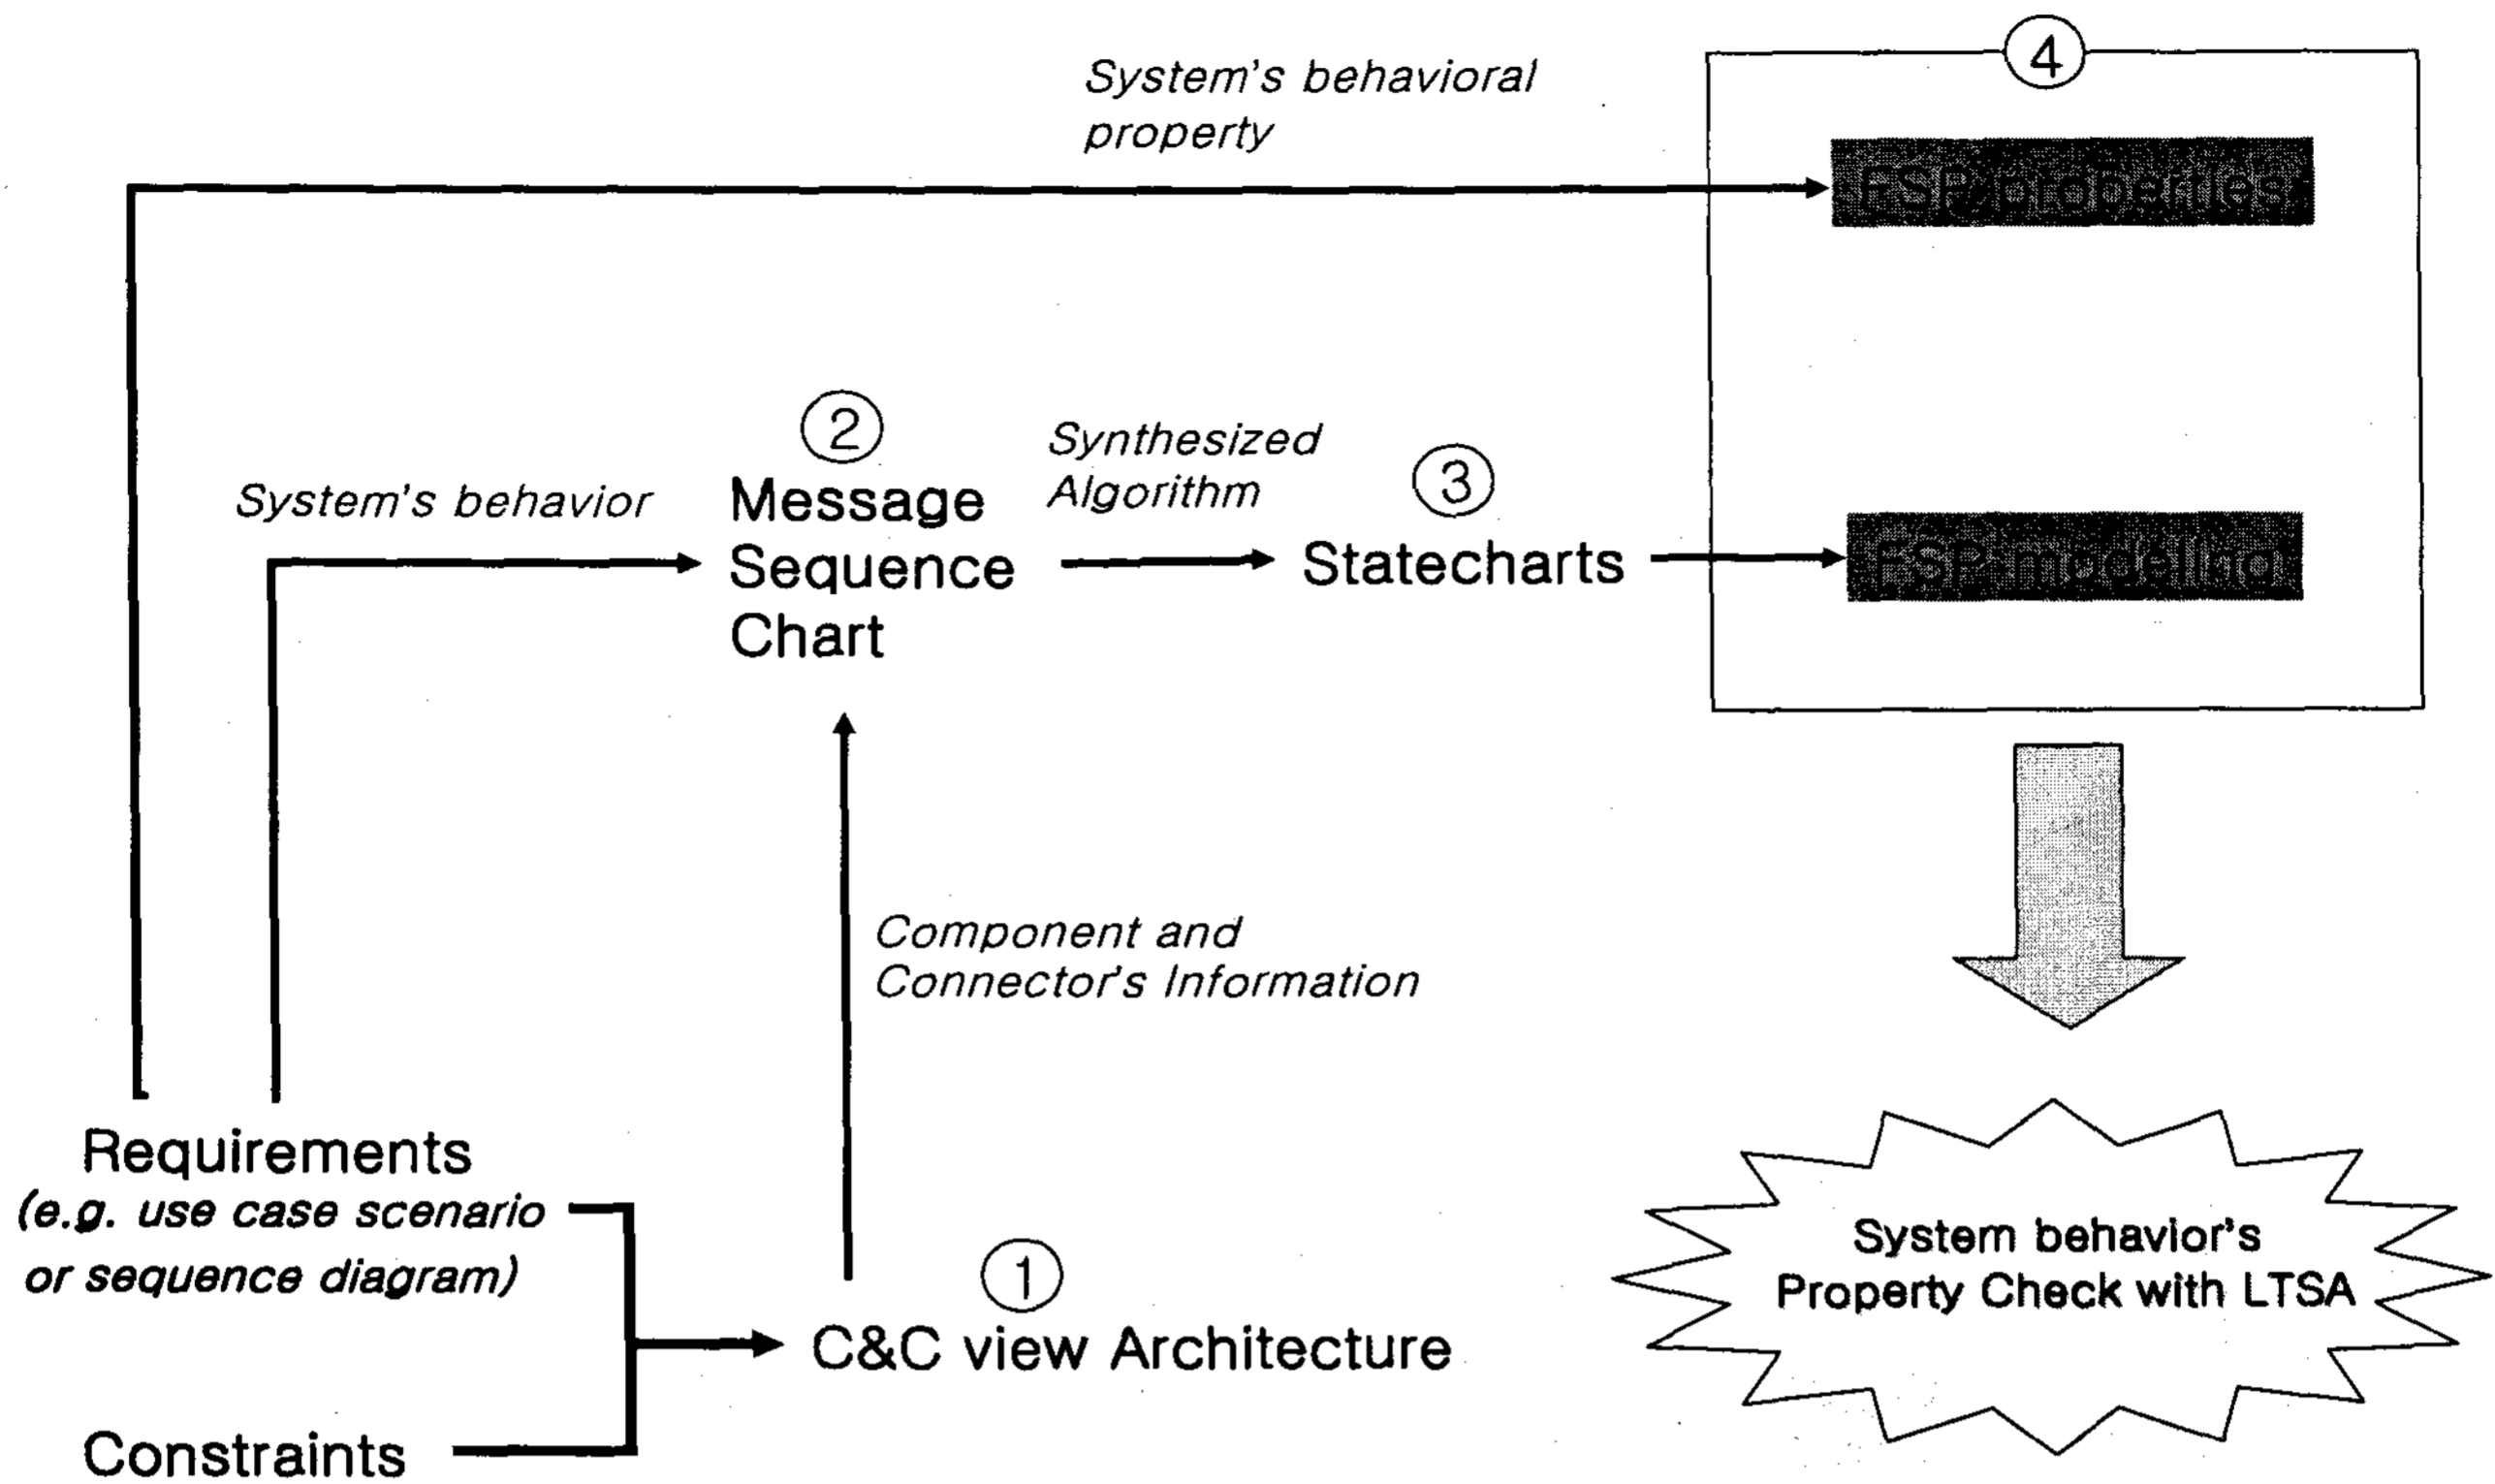 ④
System's behavioral
property
FSP properties
②
Message
Sequence
Chart
System's behavior
Synthesized
Algorithm
③
Statecharts
FSP modeling
Component and
Connector's Information
Requirements
(e.g. use case scenario
or sequence diagram)
①
C&C view Architecture
Constraints
System behavior's
Property Check with LTSA